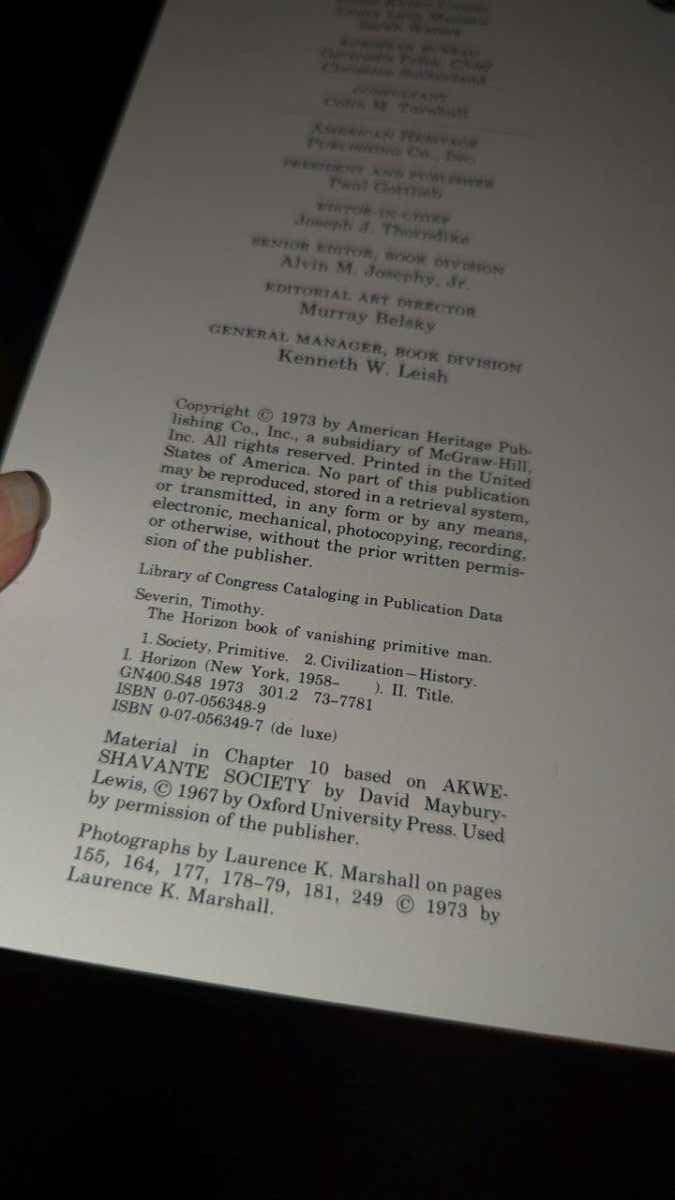 CONSULTANT
Colin M. Turnbull
AMERICAN HERITAGE
PUBLISHING CO., INC.
PRESIDENT AND PUBLISHER
Paul Gottlieb
EDITOR-IN-CHIEF
Joseph J. Thorndike
SENIOR EDITOR, BOOK DIVISION
Alvin M. Josephy, Jr.
EDITORIAL ART DIRECTOR
Murray Belsky
GENERAL MANAGER, BOOK DIVISION
Kenneth W. Leish
Copyright © 1973 by American Heritage Pub-
lishing Co., Inc., a subsidiary of McGraw-Hill,
Inc. All rights reserved. Printed in the United
States of America. No part of this publication
may be reproduced, stored in a retrieval system,
or transmitted, in any form or by any means,
electronic, mechanical, photocopying, recording,
or otherwise, without the prior written permis-
sion of the publisher.
Library of Congress Cataloging in Publication Data
Severin, Timothy.
The Horizon book of vanishing primitive man.
1. Society, Primitive. 2. Civilization—History.
I. Horizon (New York, 1958– ). II. Title.
GN400.S48 1973 301.2 73-7781
ISBN 0-07-056348-9
ISBN 0-07-056349-7 (de luxe)
Material in Chapter 10 based on AKWE-
SHAVANTE SOCIETY by David Maybury-
Lewis, © 1967 by Oxford University Press. Used
by permission of the publisher.
Photographs by Laurence K. Marshall on pages
155, 164, 177, 178–79, 181, 249 © 1973 by
Laurence K. Marshall.